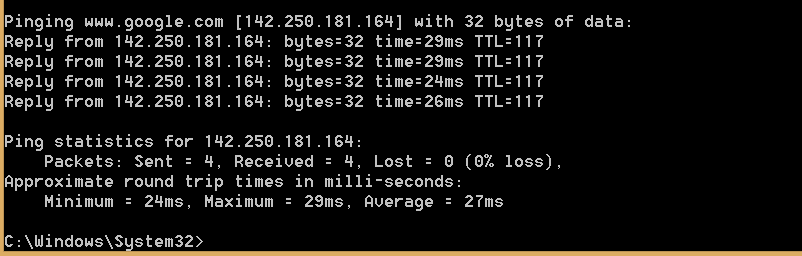 Pinging www.google.com [142.250.181.164] with 32 bytes of data:
Reply from 142.250.181.164: bytes=32 time=29ms TTL=117
Reply from 142.250.181.164: bytes=32 time=29ms TTL=117
Reply from 142.250.181.164: bytes=32 time=24ms TTL=117
Reply from 142.250.181.164: bytes=32 time=26ms TTL=117
Ping statistics for 142.250.181.164:
    Packets: Sent = 4, Received = 4, Lost = 0 (0% loss),
Approximate round trip times in milli-seconds:
    Minimum = 24ms, Maximum = 29ms, Average = 27ms
C:\Windows\System32>